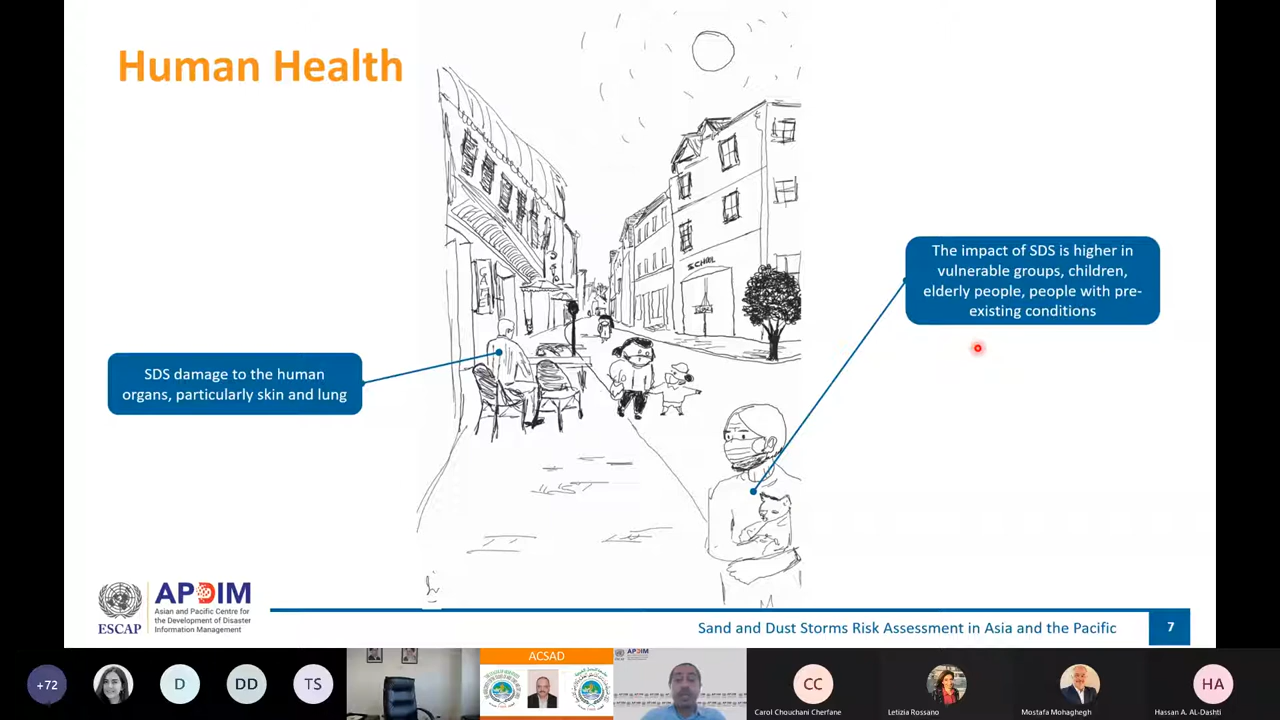 Human Health
SCHOOL
The impact of SDS is higher in
vulnerable groups, children,
elderly people, people with pre-
existing conditions
SDS damage to the human
organs, particularly skin and lung
ESCAP
APDIM
Asian and Pacific Centre for
the Development of Disaster
Information Management
Sand and Dust Storms Risk Assessment in Asia and the Pacific
7
+72
D
DD
TS
ACSAD
APDIM
CC
Carol Chouchani Cherfane
Letizia Rossano
Mostafa Mohaghegh
HA
Hassan A. AL-Dashti